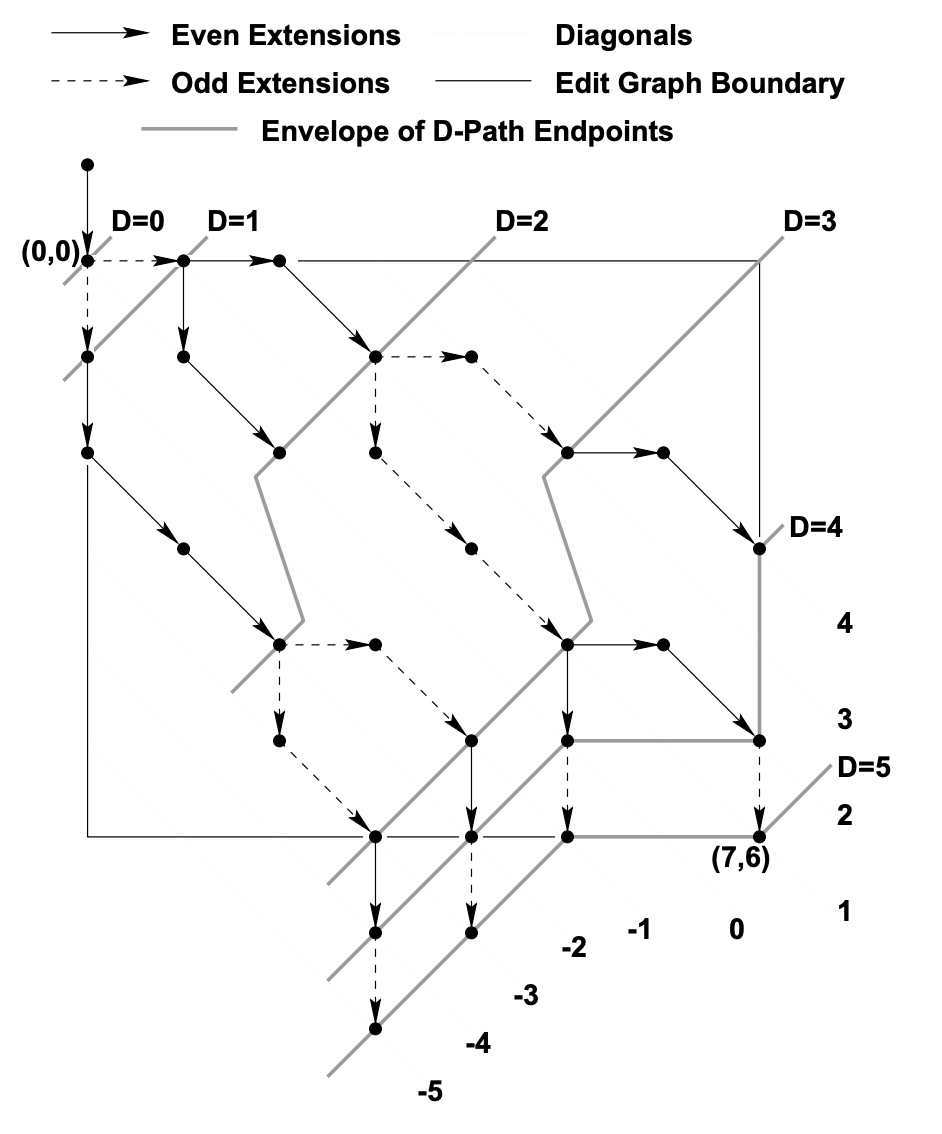 Even Extensions Diagonals
Odd Extensions Edit Graph Boundary
Envelope of D-Path Endpoints
D=0 D=1 D=2 D=3
(0,0)
D=4
4
3
D=5
2
(7,6)
1
0
-1
-2
-3
-4
-5